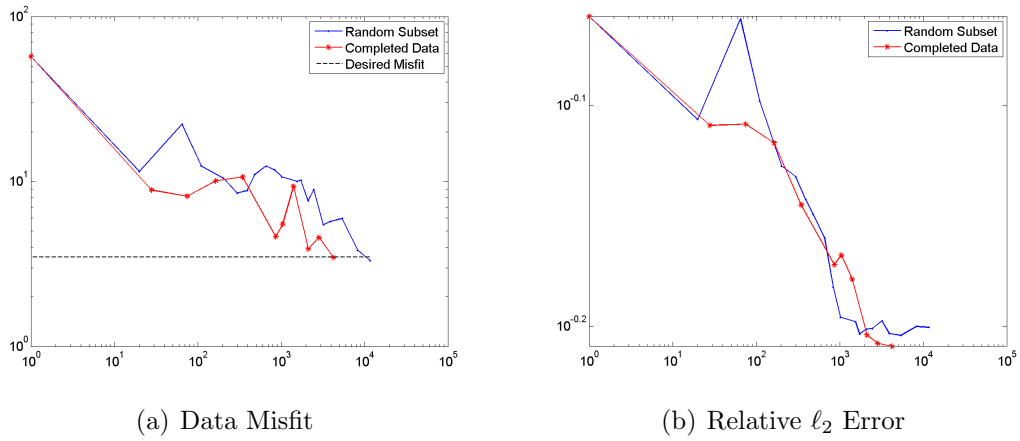 10^2
10^1
10^0
10^0
10^1
10^2
10^3
10^4
10^5
Random Subset
Completed Data
Desired Misfit
(a) Data Misfit
10^-0.1
10^-0.2
10^0
10^1
10^2
10^3
10^4
10^5
Random Subset
Completed Data
(b) Relative ℓ₂ Error